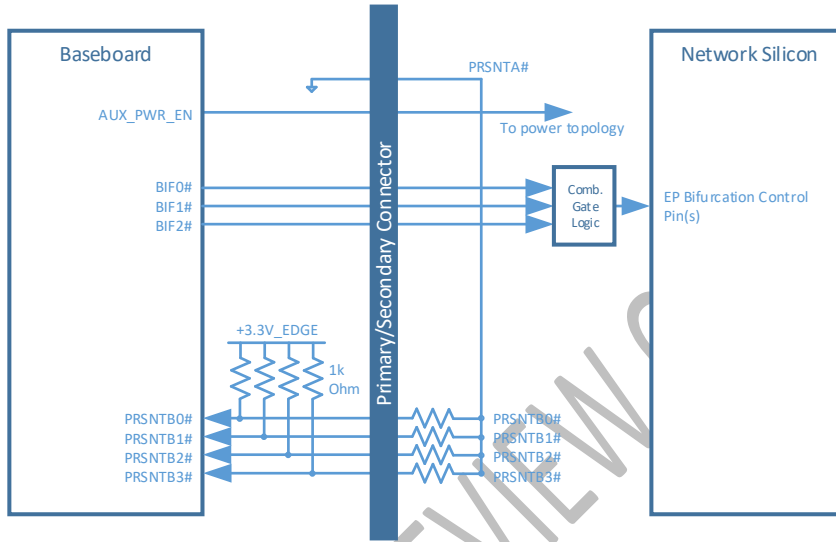 Baseboard
Network Silicon
PRSNTA#
AUX_PWR_EN
To power topology
Primary/Secondary Connector
BIF0#
BIF1#
BIF2#
Comb.
Gate
Logic
EP Bifurcation Control
Pin(s)
+3.3V_EDGE
1k
Ohm
PRSNTB0#
PRSNTB1#
PRSNTB2#
PRSNTB3#
PRSNTB0#
PRSNTB1#
PRSNTB2#
PRSNTB3#